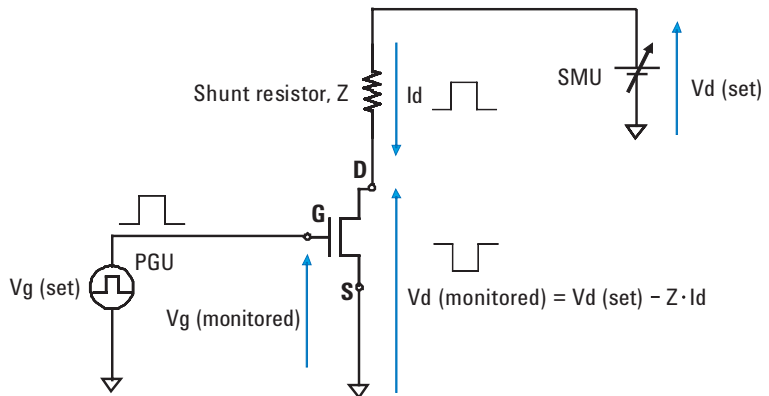 SMU
Vd (set)
Shunt resistor, Z
Id
D
G
PGU
Vg (set)
S
Vg (monitored)
Vd (monitored) = Vd (set) – Z·Id